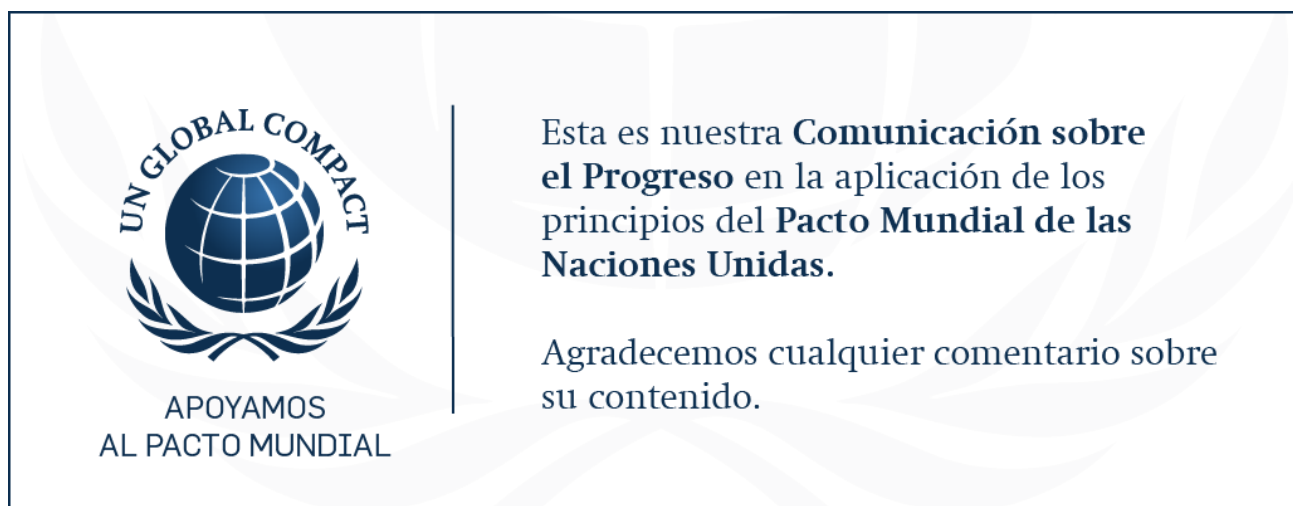 UN GLOBAL COMPACT
APOYAMOS
AL PACTO MUNDIAL
Esta es nuestra Comunicación sobre
el Progreso en la aplicación de los
principios del Pacto Mundial de las
Naciones Unidas.
Agradecemos cualquier comentario sobre
su contenido.